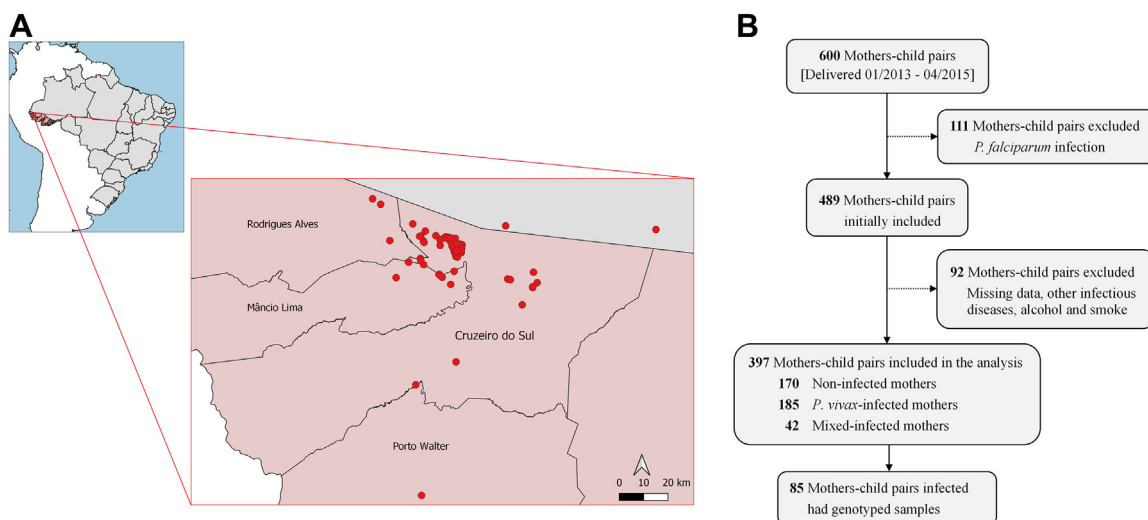 A
Rodrigues Alves
Mâncio Lima
Cruzeiro do Sul
Porto Walter
0 10 20 km
B
600 Mothers-child pairs
[Delivered 01/2013 - 04/2015]
111 Mothers-child pairs excluded
P. falciparum infection
489 Mothers-child pairs
initially included
92 Mothers-child pairs excluded
Missing data, other infectious
diseases, alcohol and smoke
397 Mothers-child pairs included in the analysis
170 Non-infected mothers
185 P. vivax-infected mothers
42 Mixed-infected mothers
85 Mothers-child pairs infected
had genotyped samples